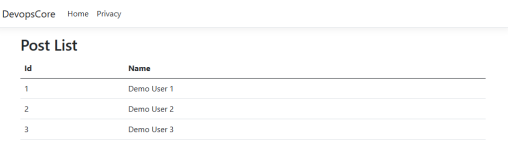 DevopsCore Home Privacy
Post List
Id Name
1 Demo User 1
2 Demo User 2
3 Demo User 3